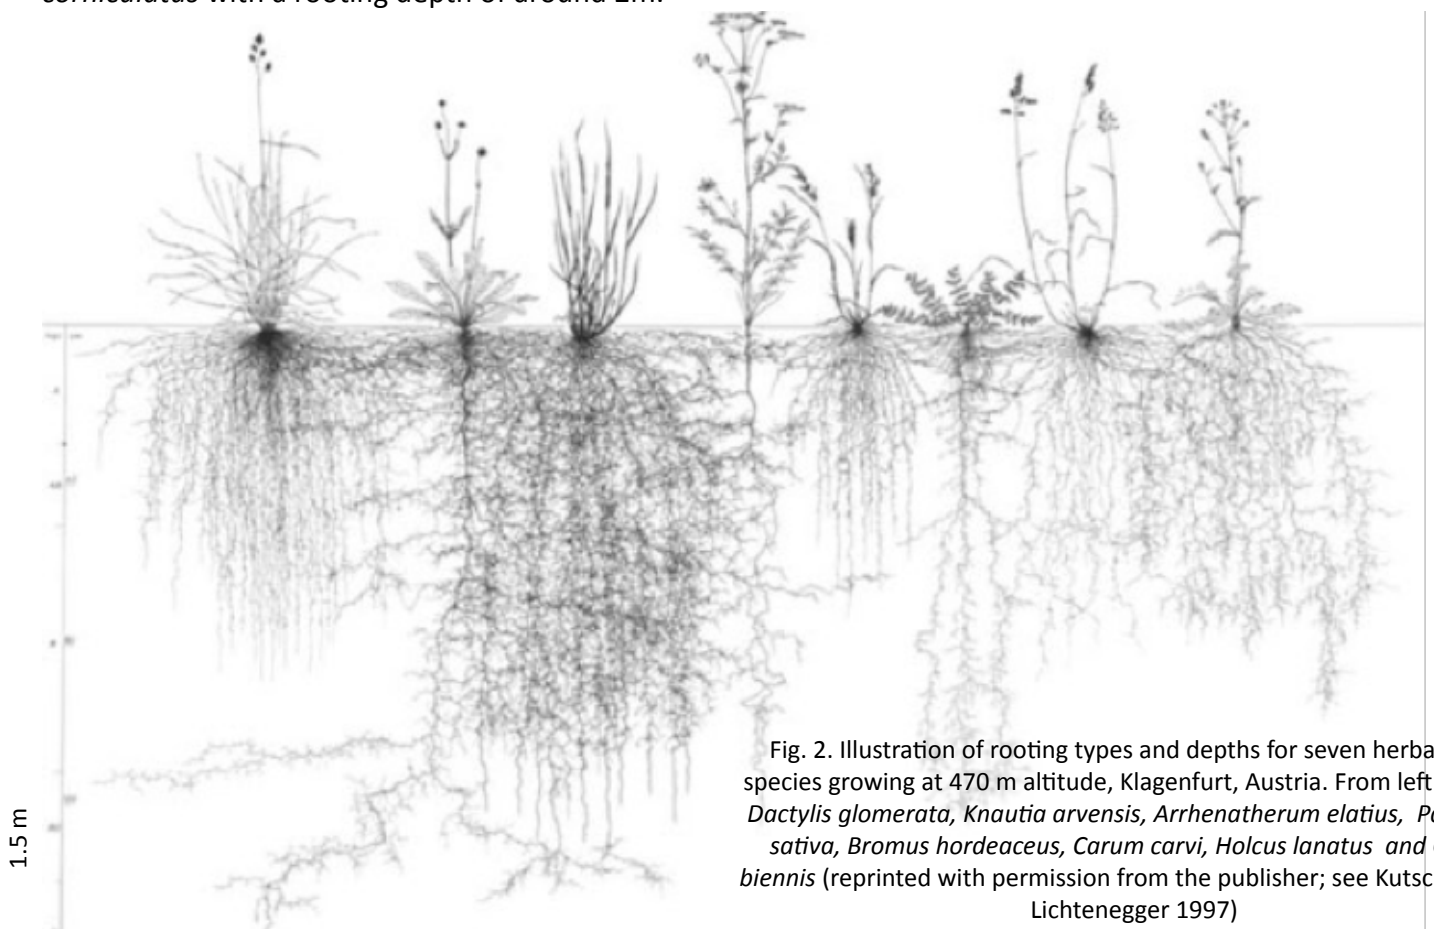 corniculatus with a rooting depth of around 2m.
Fig. 2. Illustration of rooting types and depths for seven herba
species growing at 470 m altitude, Klagenfurt, Austria. From left
Dactylis glomerata, Knautia arvensis, Arrhenatherum elatius, Pa
sativa, Bromus hordeaceus, Carum carvi, Holcus lanatus and
biennis (reprinted with permission from the publisher; see Kutsc
Lichtenegger 1997)
1.5 m